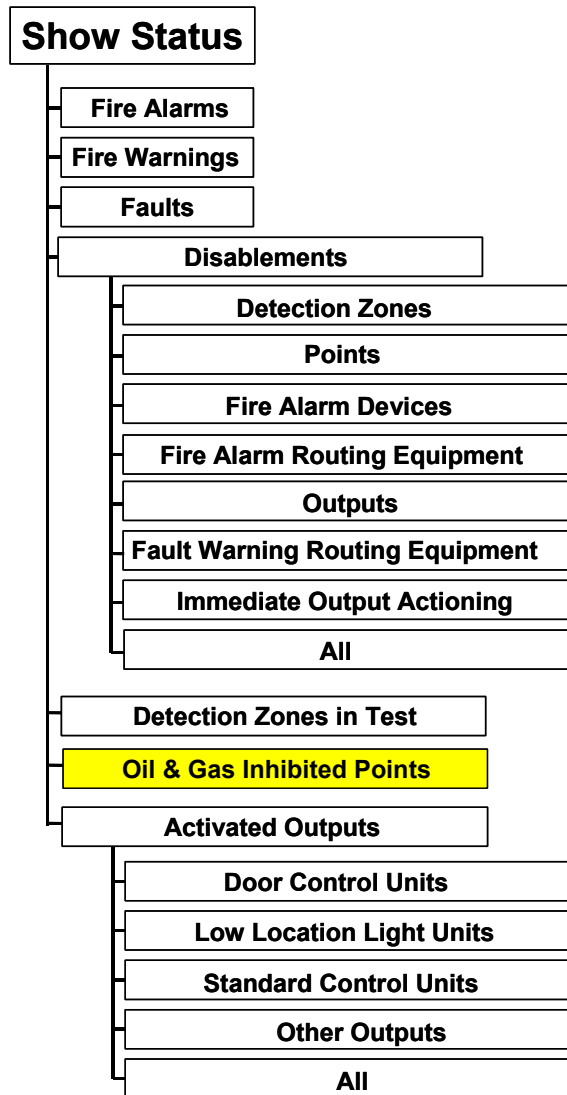 Show Status
Fire Alarms
Fire Warnings
Faults
Disablements
Detection Zones
Points
Fire Alarm Devices
Fire Alarm Routing Equipment
Outputs
Fault Warning Routing Equipment
Immediate Output Actioning
All
Detection Zones in Test
Oil & Gas Inhibited Points
Activated Outputs
Door Control Units
Low Location Light Units
Standard Control Units
Other Outputs
All